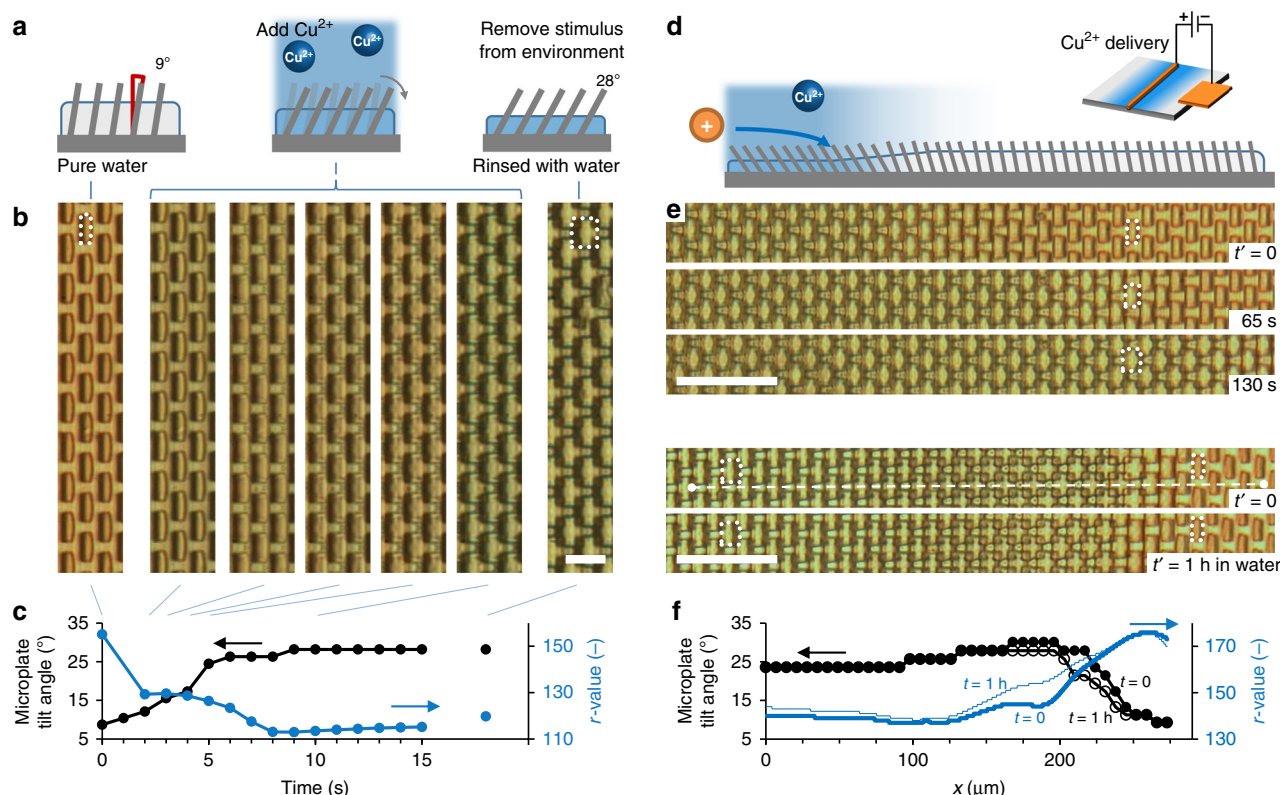 a
Add Cu²⁺
Cu²⁺
Cu²⁺
9°
Remove stimulus
from environment
28°
Pure water
Rinsed with water
b
c
35
25
15
5
Microplate
tilt angle (°)
150
130
110
r-value (–)
0
5
10
15
Time (s)
d
Cu²⁺ delivery
+ −
Cu²⁺
+
e
t′ = 0
65 s
130 s
t′ = 0
t′ = 1 h in water
f
35
25
15
5
Microplate
tilt angle (°)
170
150
130
r-value (–)
t = 1 h
t = 0
t = 0
t = 1 h
0
100
200
x (μm)